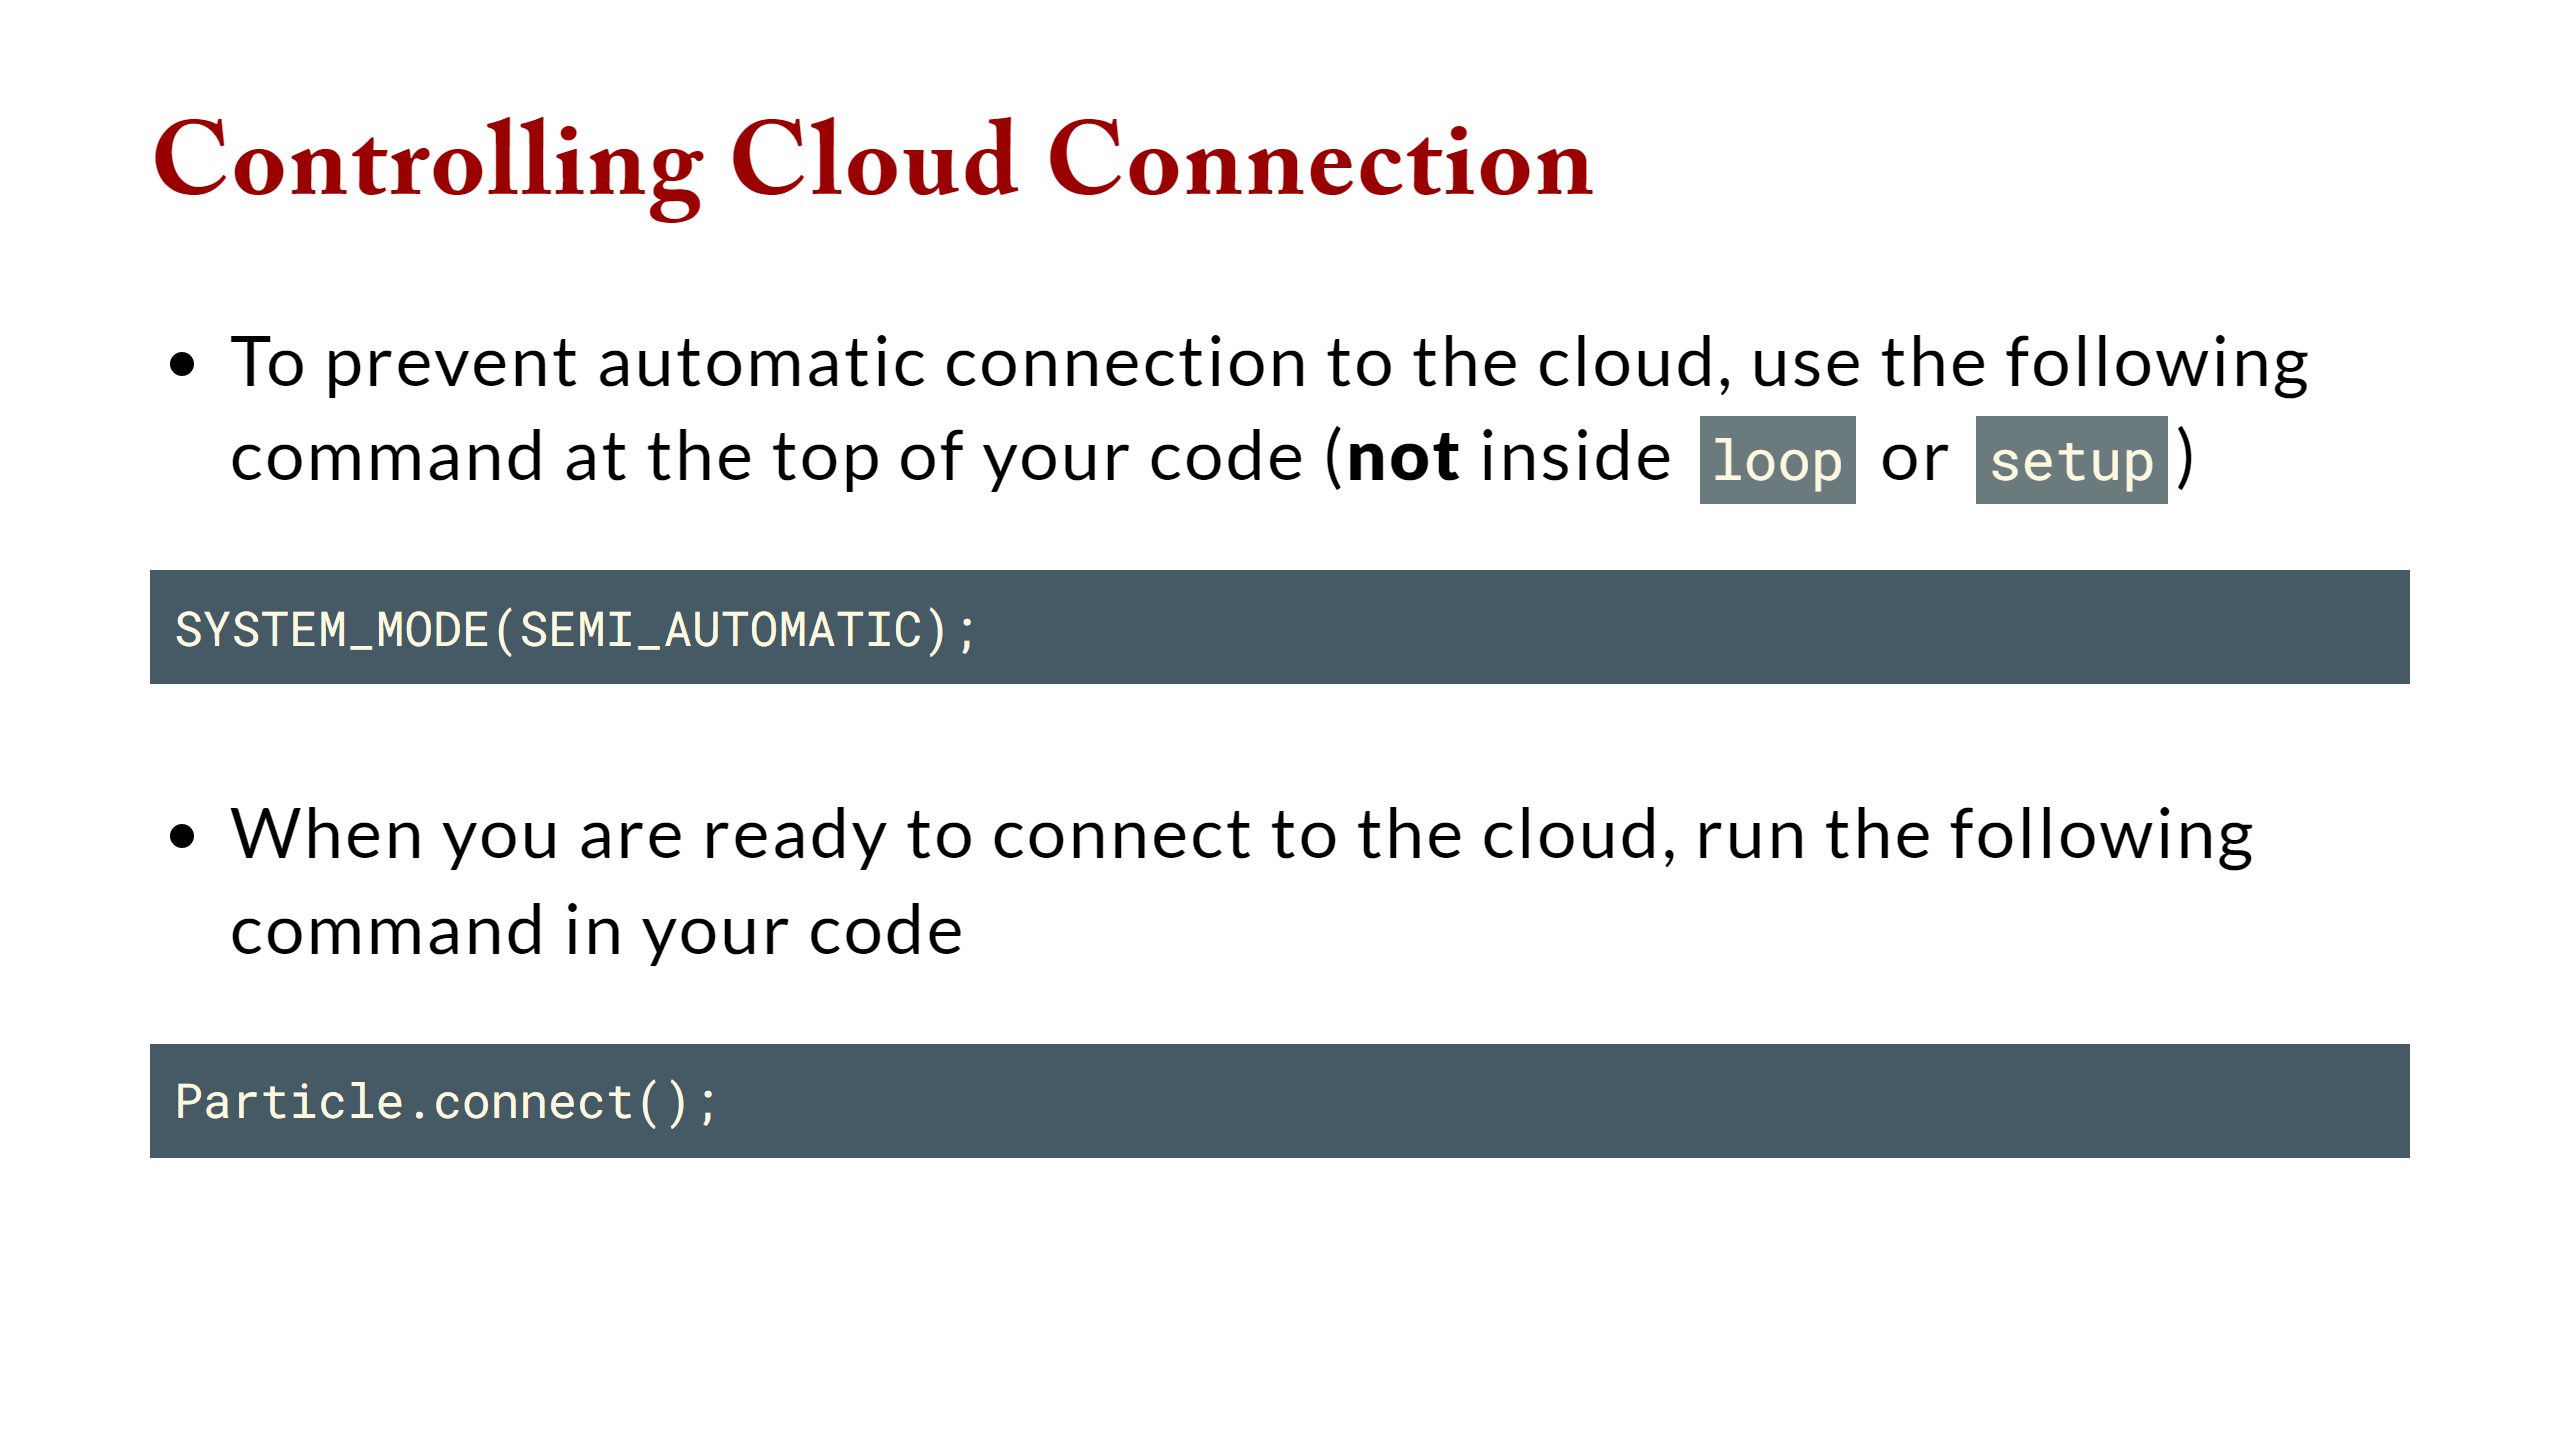 Controlling Cloud Connection
• To prevent automatic connection to the cloud, use the following
command at the top of your code (not inside loop or setup)
SYSTEM_MODE(SEMI_AUTOMATIC);
• When you are ready to connect to the cloud, run the following
command in your code
Particle.connect();